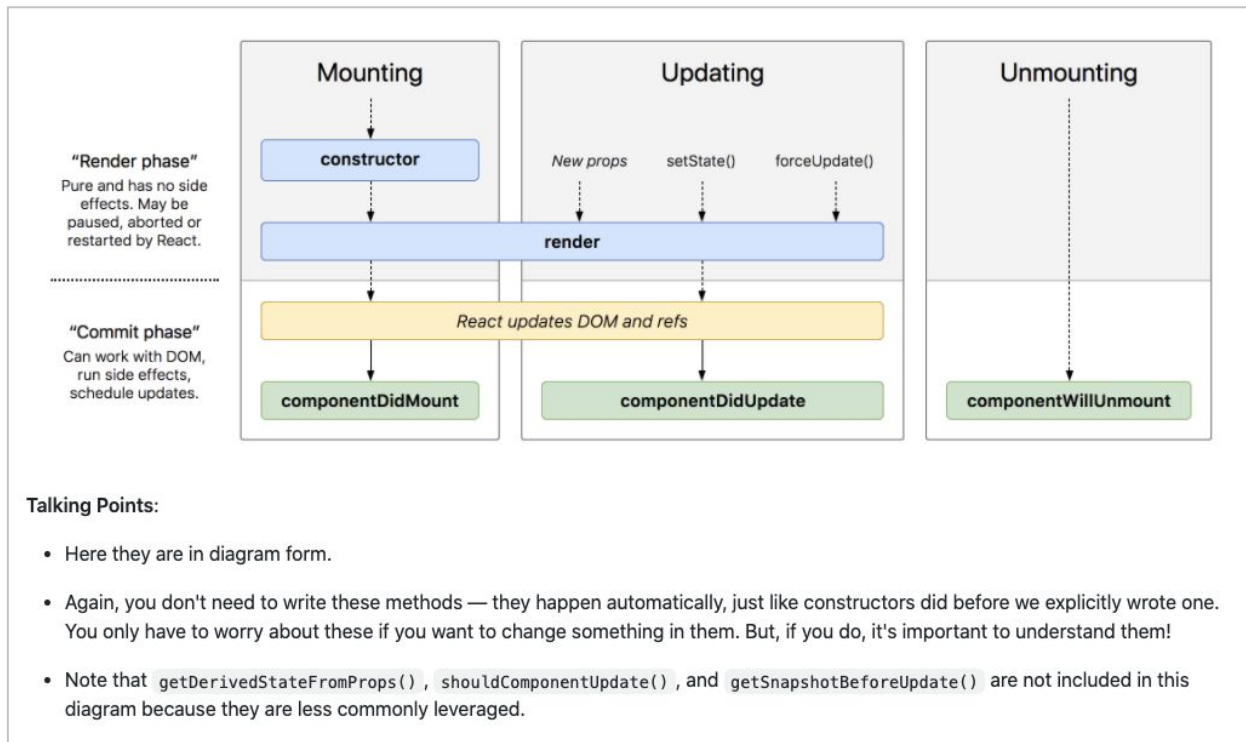 Mounting
Updating
Unmounting
“Render phase”
Pure and has no side
effects. May be
paused, aborted or
restarted by React.
constructor
New props
setState()
forceUpdate()
render
“Commit phase”
Can work with DOM,
run side effects,
schedule updates.
React updates DOM and refs
componentDidMount
componentDidUpdate
componentWillUnmount
Talking Points:
• Here they are in diagram form.
• Again, you don't need to write these methods — they happen automatically, just like constructors did before we explicitly wrote one.
You only have to worry about these if you want to change something in them. But, if you do, it's important to understand them!
• Note that getDerivedStateFromProps() , shouldComponentUpdate() , and getSnapshotBeforeUpdate() are not included in this
diagram because they are less commonly leveraged.